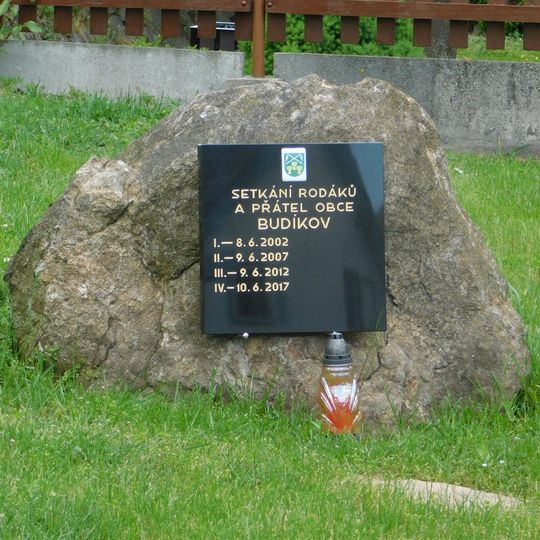 SETKÁNÍ RODÁKŮ
A PŘÁTEL OBCE
BUDÍKOV
I.— 8. 6. 2002
II.— 9. 6. 2007
III.— 9. 6. 2012
IV.— 10. 6. 2017